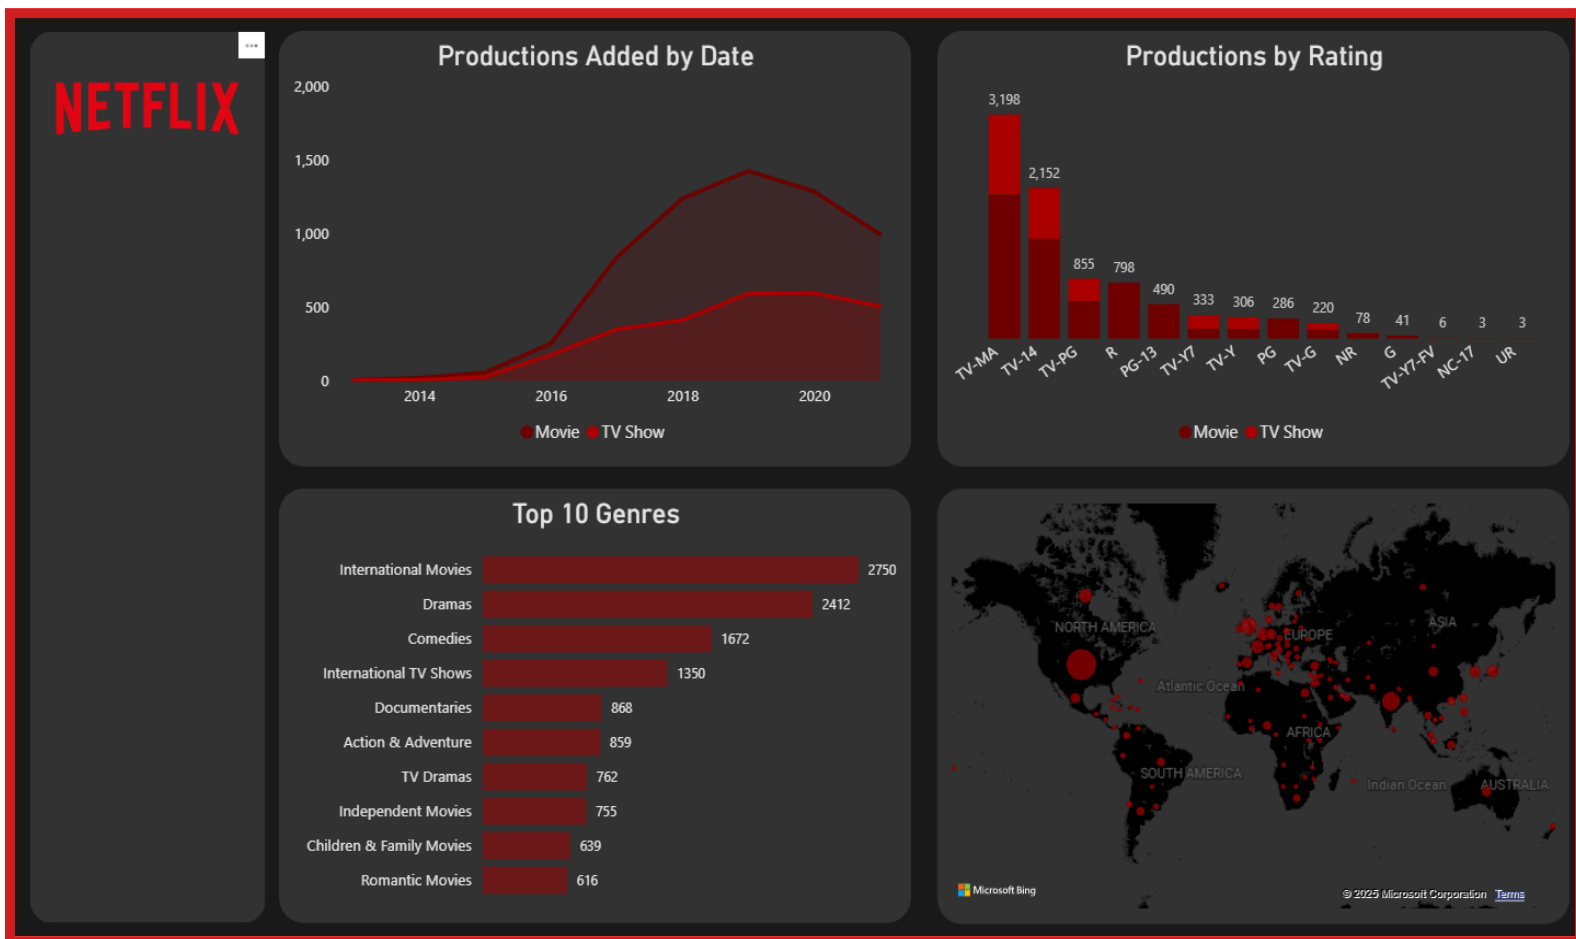 ...
NETFLIX
Productions Added by Date
2,000
1,500
1,000
500
0
2014 2016 2018 2020
Movie TV Show
Productions by Rating
3,198
2,152
855
798
490
333
306
286
220
78
41
6
3
3
TV-MA
TV-14
TV-PG
R
PG-13
TV-Y7
TV-Y
PG
TV-G
NR
G
TV-Y7-FV
NC-17
UR
Movie TV Show
Top 10 Genres
International Movies 2750
Dramas 2412
Comedies 1672
International TV Shows 1350
Documentaries 868
Action & Adventure 859
TV Dramas 762
Independent Movies 755
Children & Family Movies 639
Romantic Movies 616
NORTH AMERICA
EUROPE
ASIA
Atlantic Ocean
AFRICA
SOUTH AMERICA
Indian Ocean
AUSTRALIA
Microsoft Bing
© 2025 Microsoft Corporation Terms